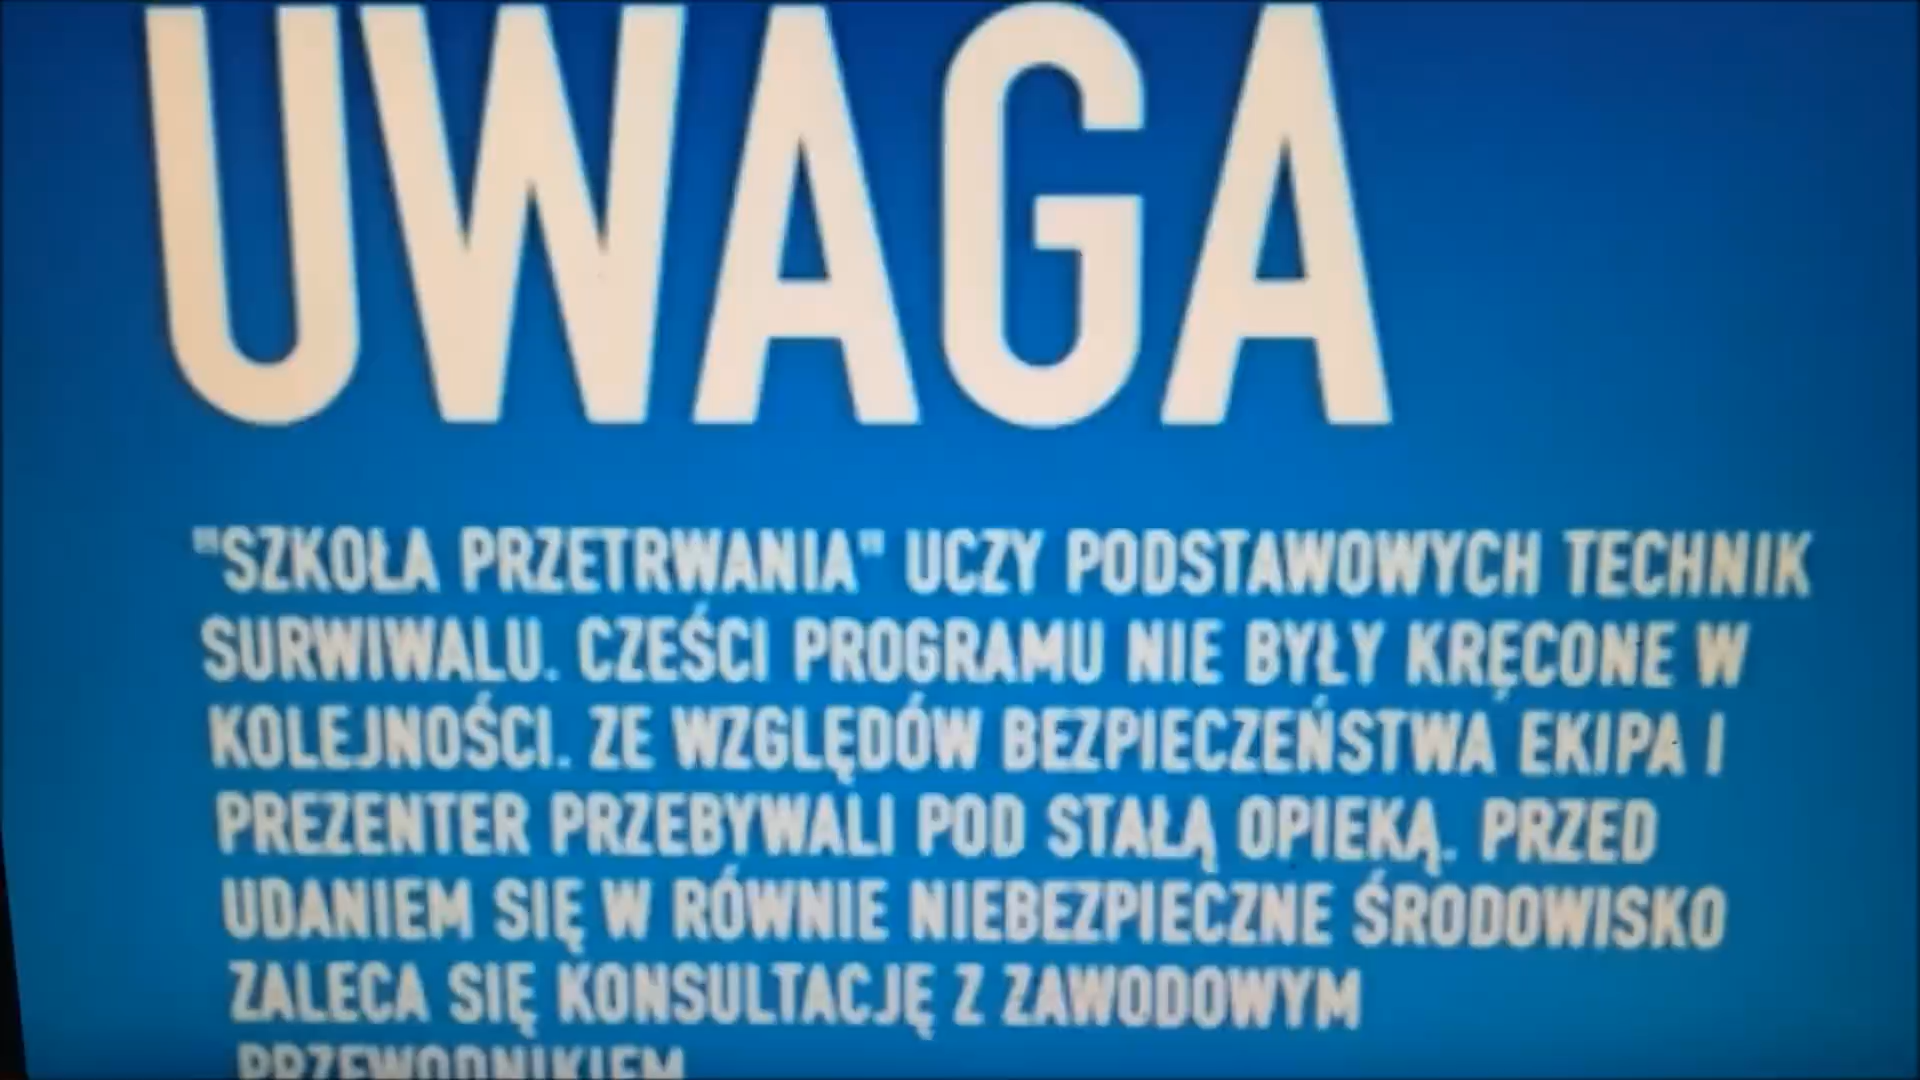 UWAGA
"SZKOŁA PRZETRWANIA" UCZY PODSTAWOWYCH TECHNIK
SURWIWALU. CZEŚCI PROGRAMU NIE BYŁY KRĘCONE W
KOLEJNOŚCI. ZE WZGLĘDÓW BEZPIECZEŃSTWA EKIPA I
PREZENTER PRZEBYWALI POD STAŁĄ OPIEKĄ. PRZED
UDANIEM SIĘ W RÓWNIE NIEBEZPIECZNE ŚRODOWISKO
ZALECA SIĘ KONSULTACJĘ Z ZAWODOWYM
PRZEWODNIKIEM